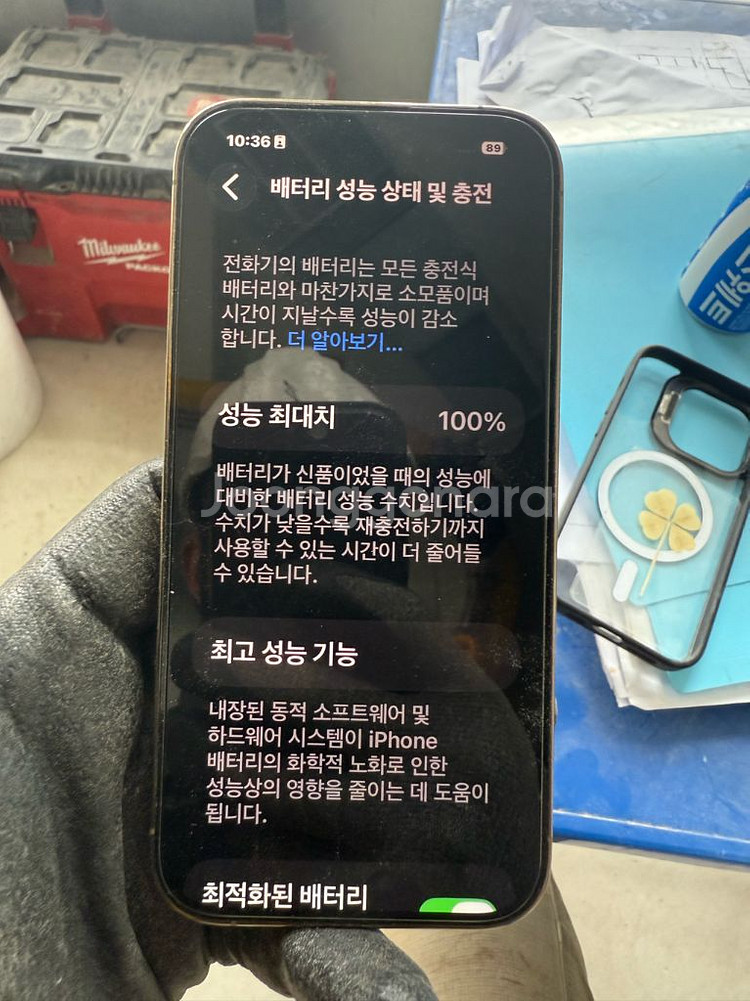 Milwaukee
PACKO
10:36
89
배터리 성능 상태 및 충전
전화기의 배터리는 모든 충전식
배터리와 마찬가지로 소모품이며
시간이 지날수록 성능이 감소
합니다. 더 알아보기...
성능 최대치
100%
배터리가 신품이었을 때의 성능에
대비한 배터리 성능 수치입니다.
Joonggonara
수치가 낮을수록 재충전하기까지
사용할 수 있는 시간이 더 줄어들
수 있습니다.
최고 성능 기능
내장된 동적 소프트웨어 및
하드웨어 시스템이 iPhone
배터리의 화학적 노화로 인한
성능상의 영향을 줄이는 데 도움이
됩니다.
최적화된 배터리